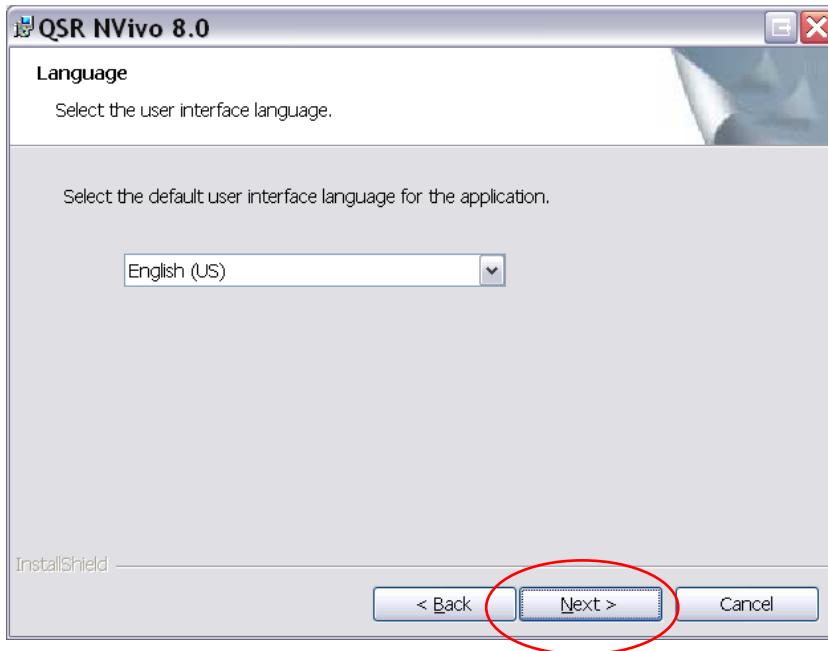 QSR NVivo 8.0
Language
Select the user interface language.
Select the default user interface language for the application.
English (US)
InstallShield
< Back
Next >
Cancel